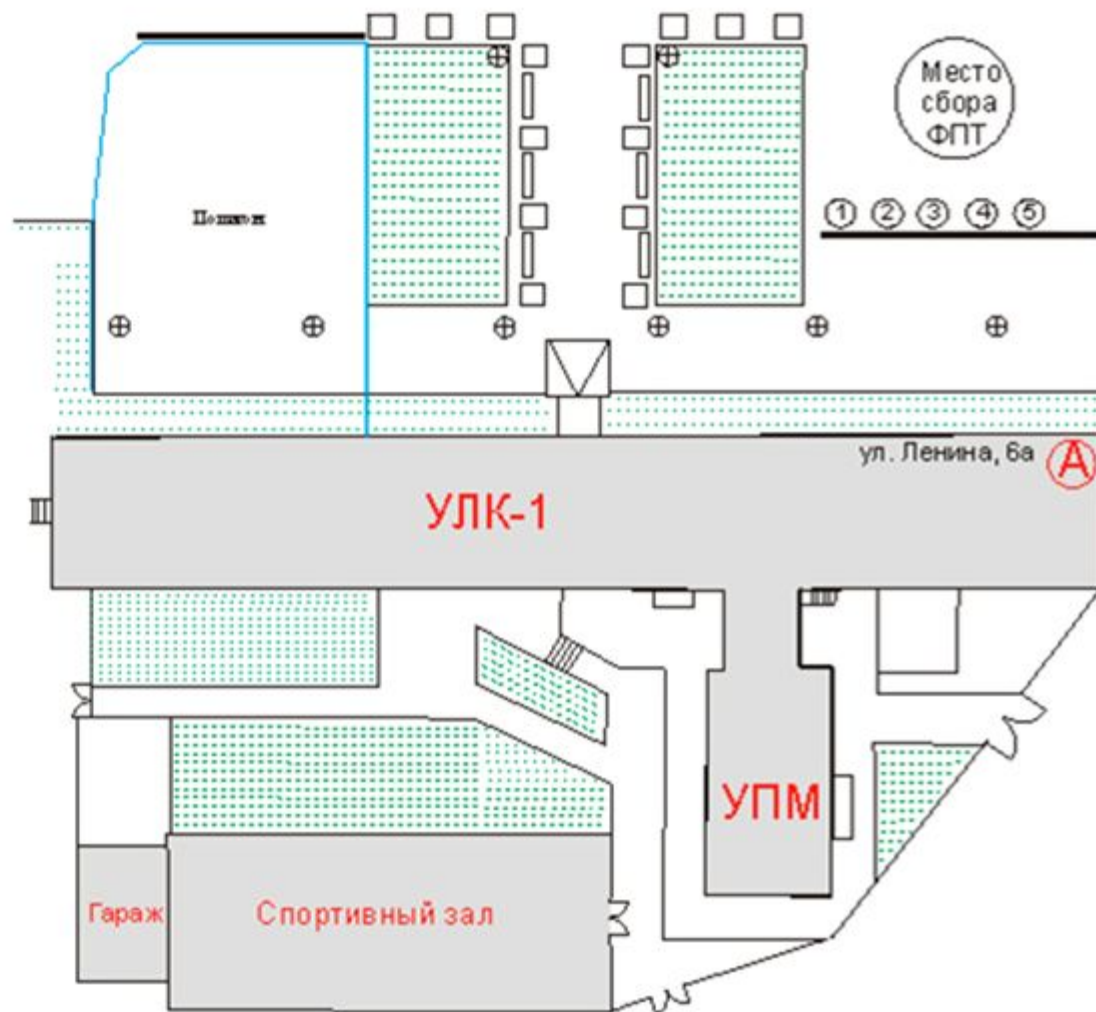 Место
сбора
ФПТ
1 2 3 4 5
ул. Ленина, 6а
А
УЛК-1
УПМ
Гараж
Спортивный зал